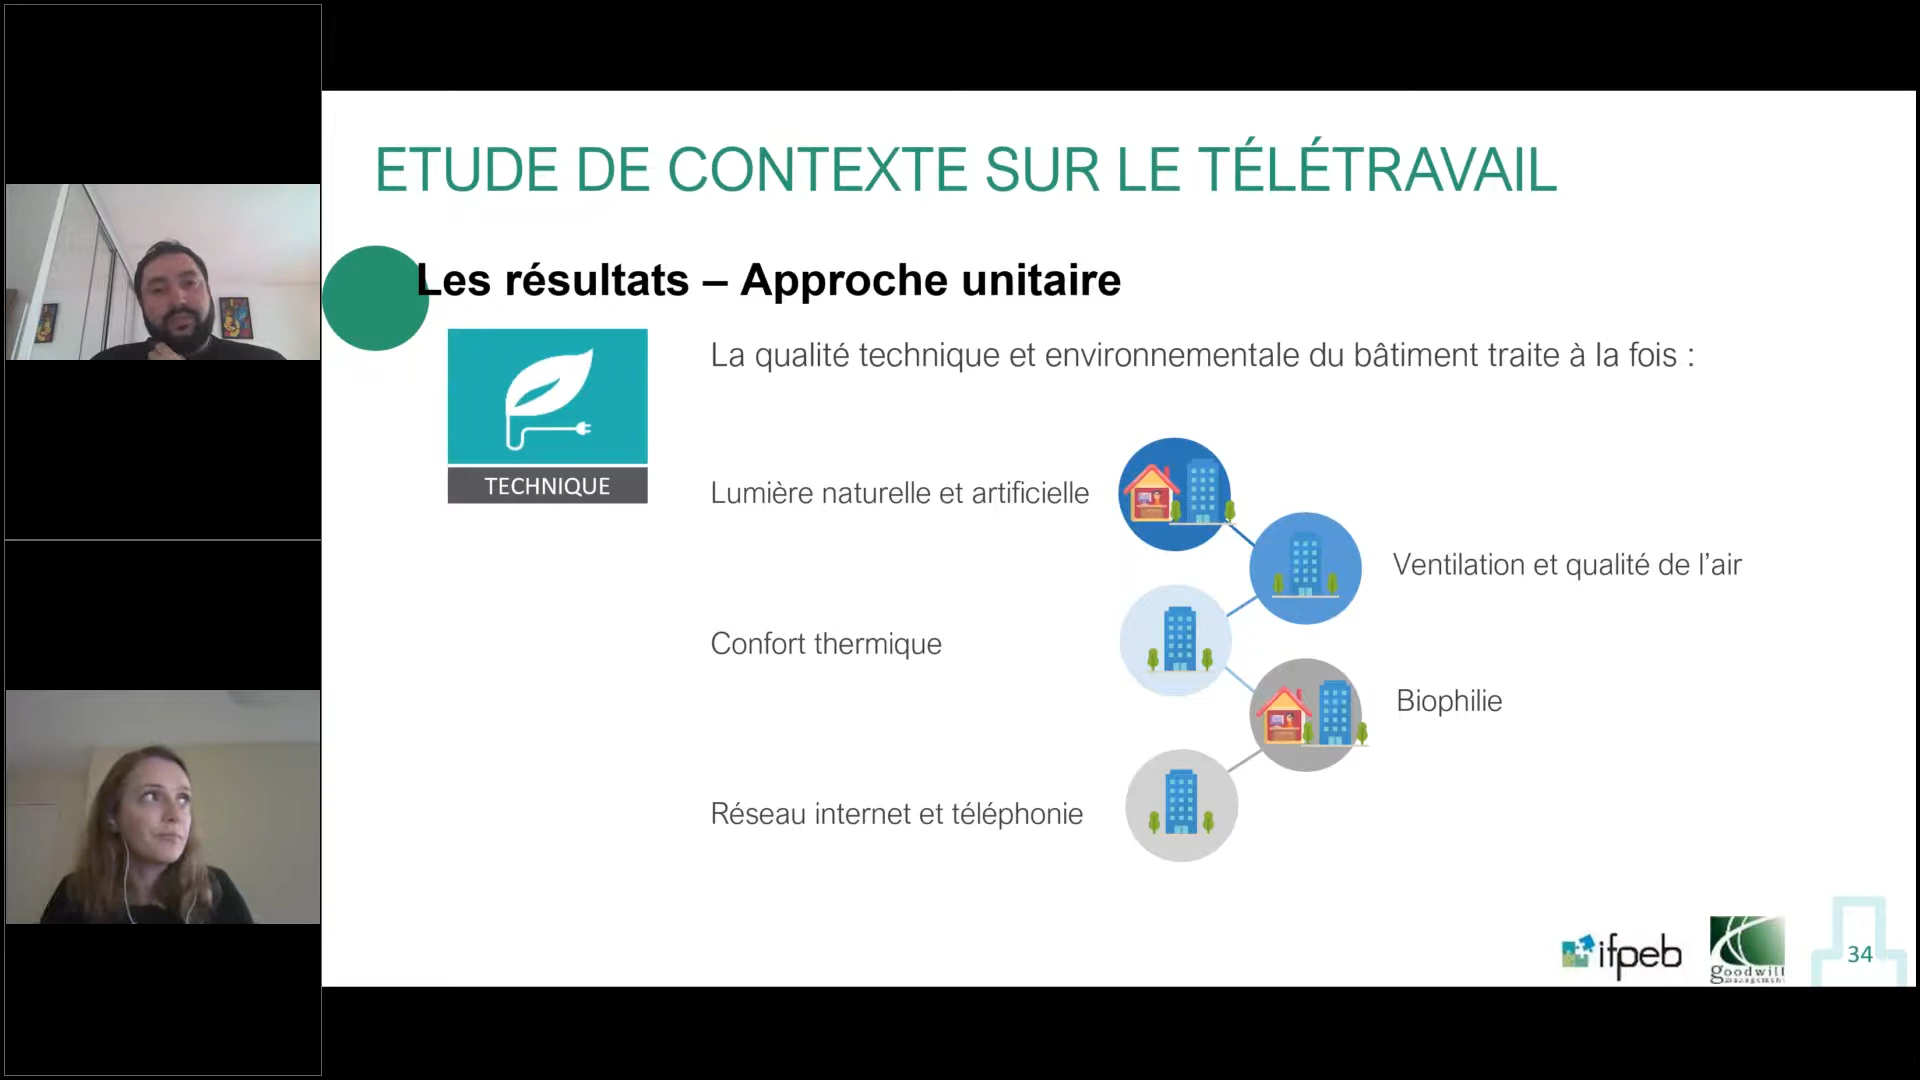 ETUDE DE CONTEXTE SUR LE TÉLÉTRAVAIL
Les résultats – Approche unitaire
La qualité technique et environnementale du bâtiment traite à la fois :
TECHNIQUE
Lumière naturelle et artificielle
Ventilation et qualité de l’air
Confort thermique
Biophilie
Réseau internet et téléphonie
ifpeb
goodwill
management
34